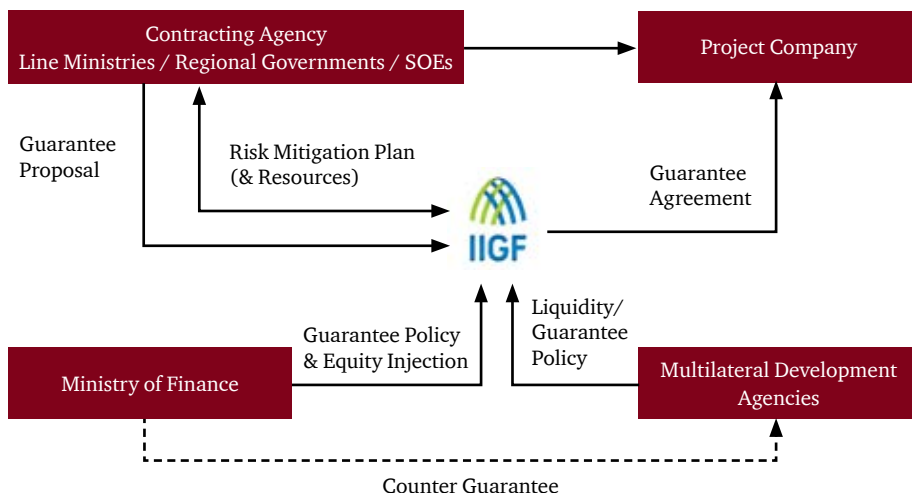 Contracting Agency
Line Ministries / Regional Governments / SOEs
Project Company
Guarantee
Proposal
Risk Mitigation Plan
(& Resources)
Guarantee
Agreement
IIGF
Guarantee Policy
& Equity Injection
Liquidity/
Guarantee
Policy
Ministry of Finance
Multilateral Development
Agencies
Counter Guarantee